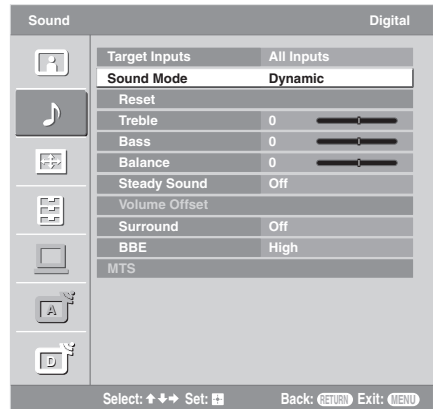 Sound Digital
Target Inputs All Inputs
Sound Mode Dynamic
Reset
Treble 0
Bass 0
Balance 0
Steady Sound Off
Volume Offset
Surround Off
BBE High
MTS
A
D
Select: ↑↓→ Set: Back: RETURN Exit: MENU